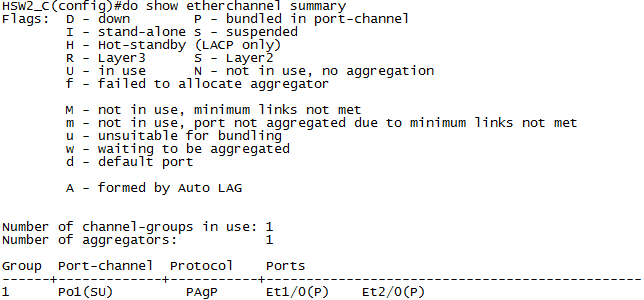 HSW2_C(config)#do show etherchannel summary
Flags:  D - down        P - bundled in port-channel
        I - stand-alone s - suspended
        H - Hot-standby (LACP only)
        R - Layer3      S - Layer2
        U - in use      N - not in use, no aggregation
        f - failed to allocate aggregator
        M - not in use, minimum links not met
        m - not in use, port not aggregated due to minimum links not met
        u - unsuitable for bundling
        w - waiting to be aggregated
        d - default port
        A - formed by Auto LAG
Number of channel-groups in use: 1
Number of aggregators:           1
Group  Port-channel  Protocol    Ports
------+-------------+-----------+-----------------------------------------------
1      Po1(SU)         PAgP      Et1/0(P)    Et2/0(P)